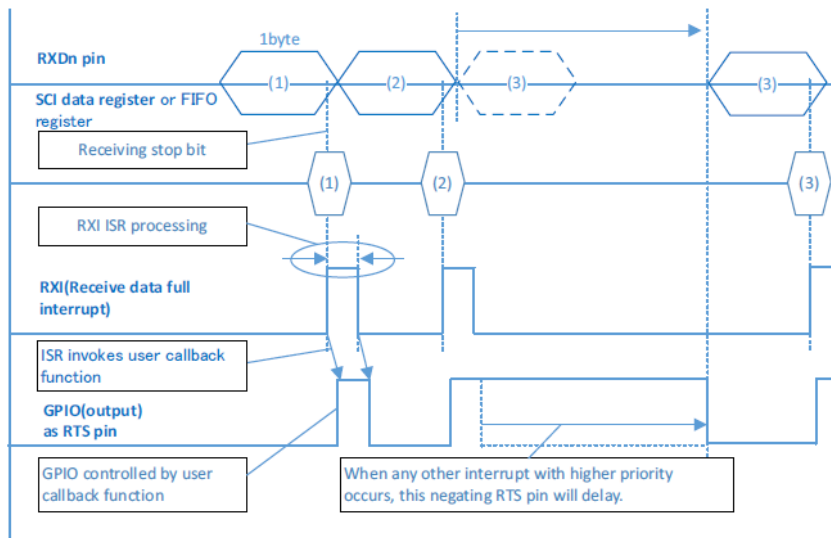 1byte
RXDn pin
(1)
(2)
(3)
(3)
SCI data register or FIFO
register
Receiving stop bit
(1)
(2)
(3)
RXI ISR processing
RXI(Receive data full
interrupt)
ISR invokes user callback
function
GPIO(output)
as RTS pin
GPIO controlled by user
callback function
When any other interrupt with higher priority
occurs, this negating RTS pin will delay.